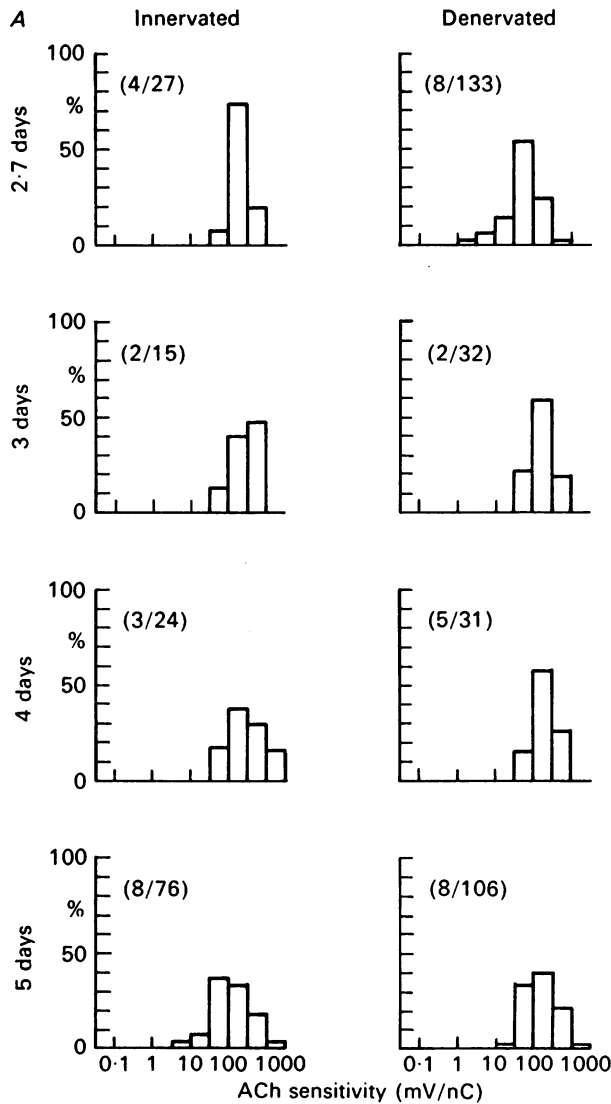 A Innervated Denervated
100
(4/27) (8/133)
%
2·7 days
50
0
100
(2/15) (2/32)
%
3 days
50
0
100
(3/24) (5/31)
%
4 days
50
0
100
(8/76) (8/106)
%
5 days
50
0
0·1 1 10 100 1000 0·1 1 10 100 1000
ACh sensitivity (mV/nC)